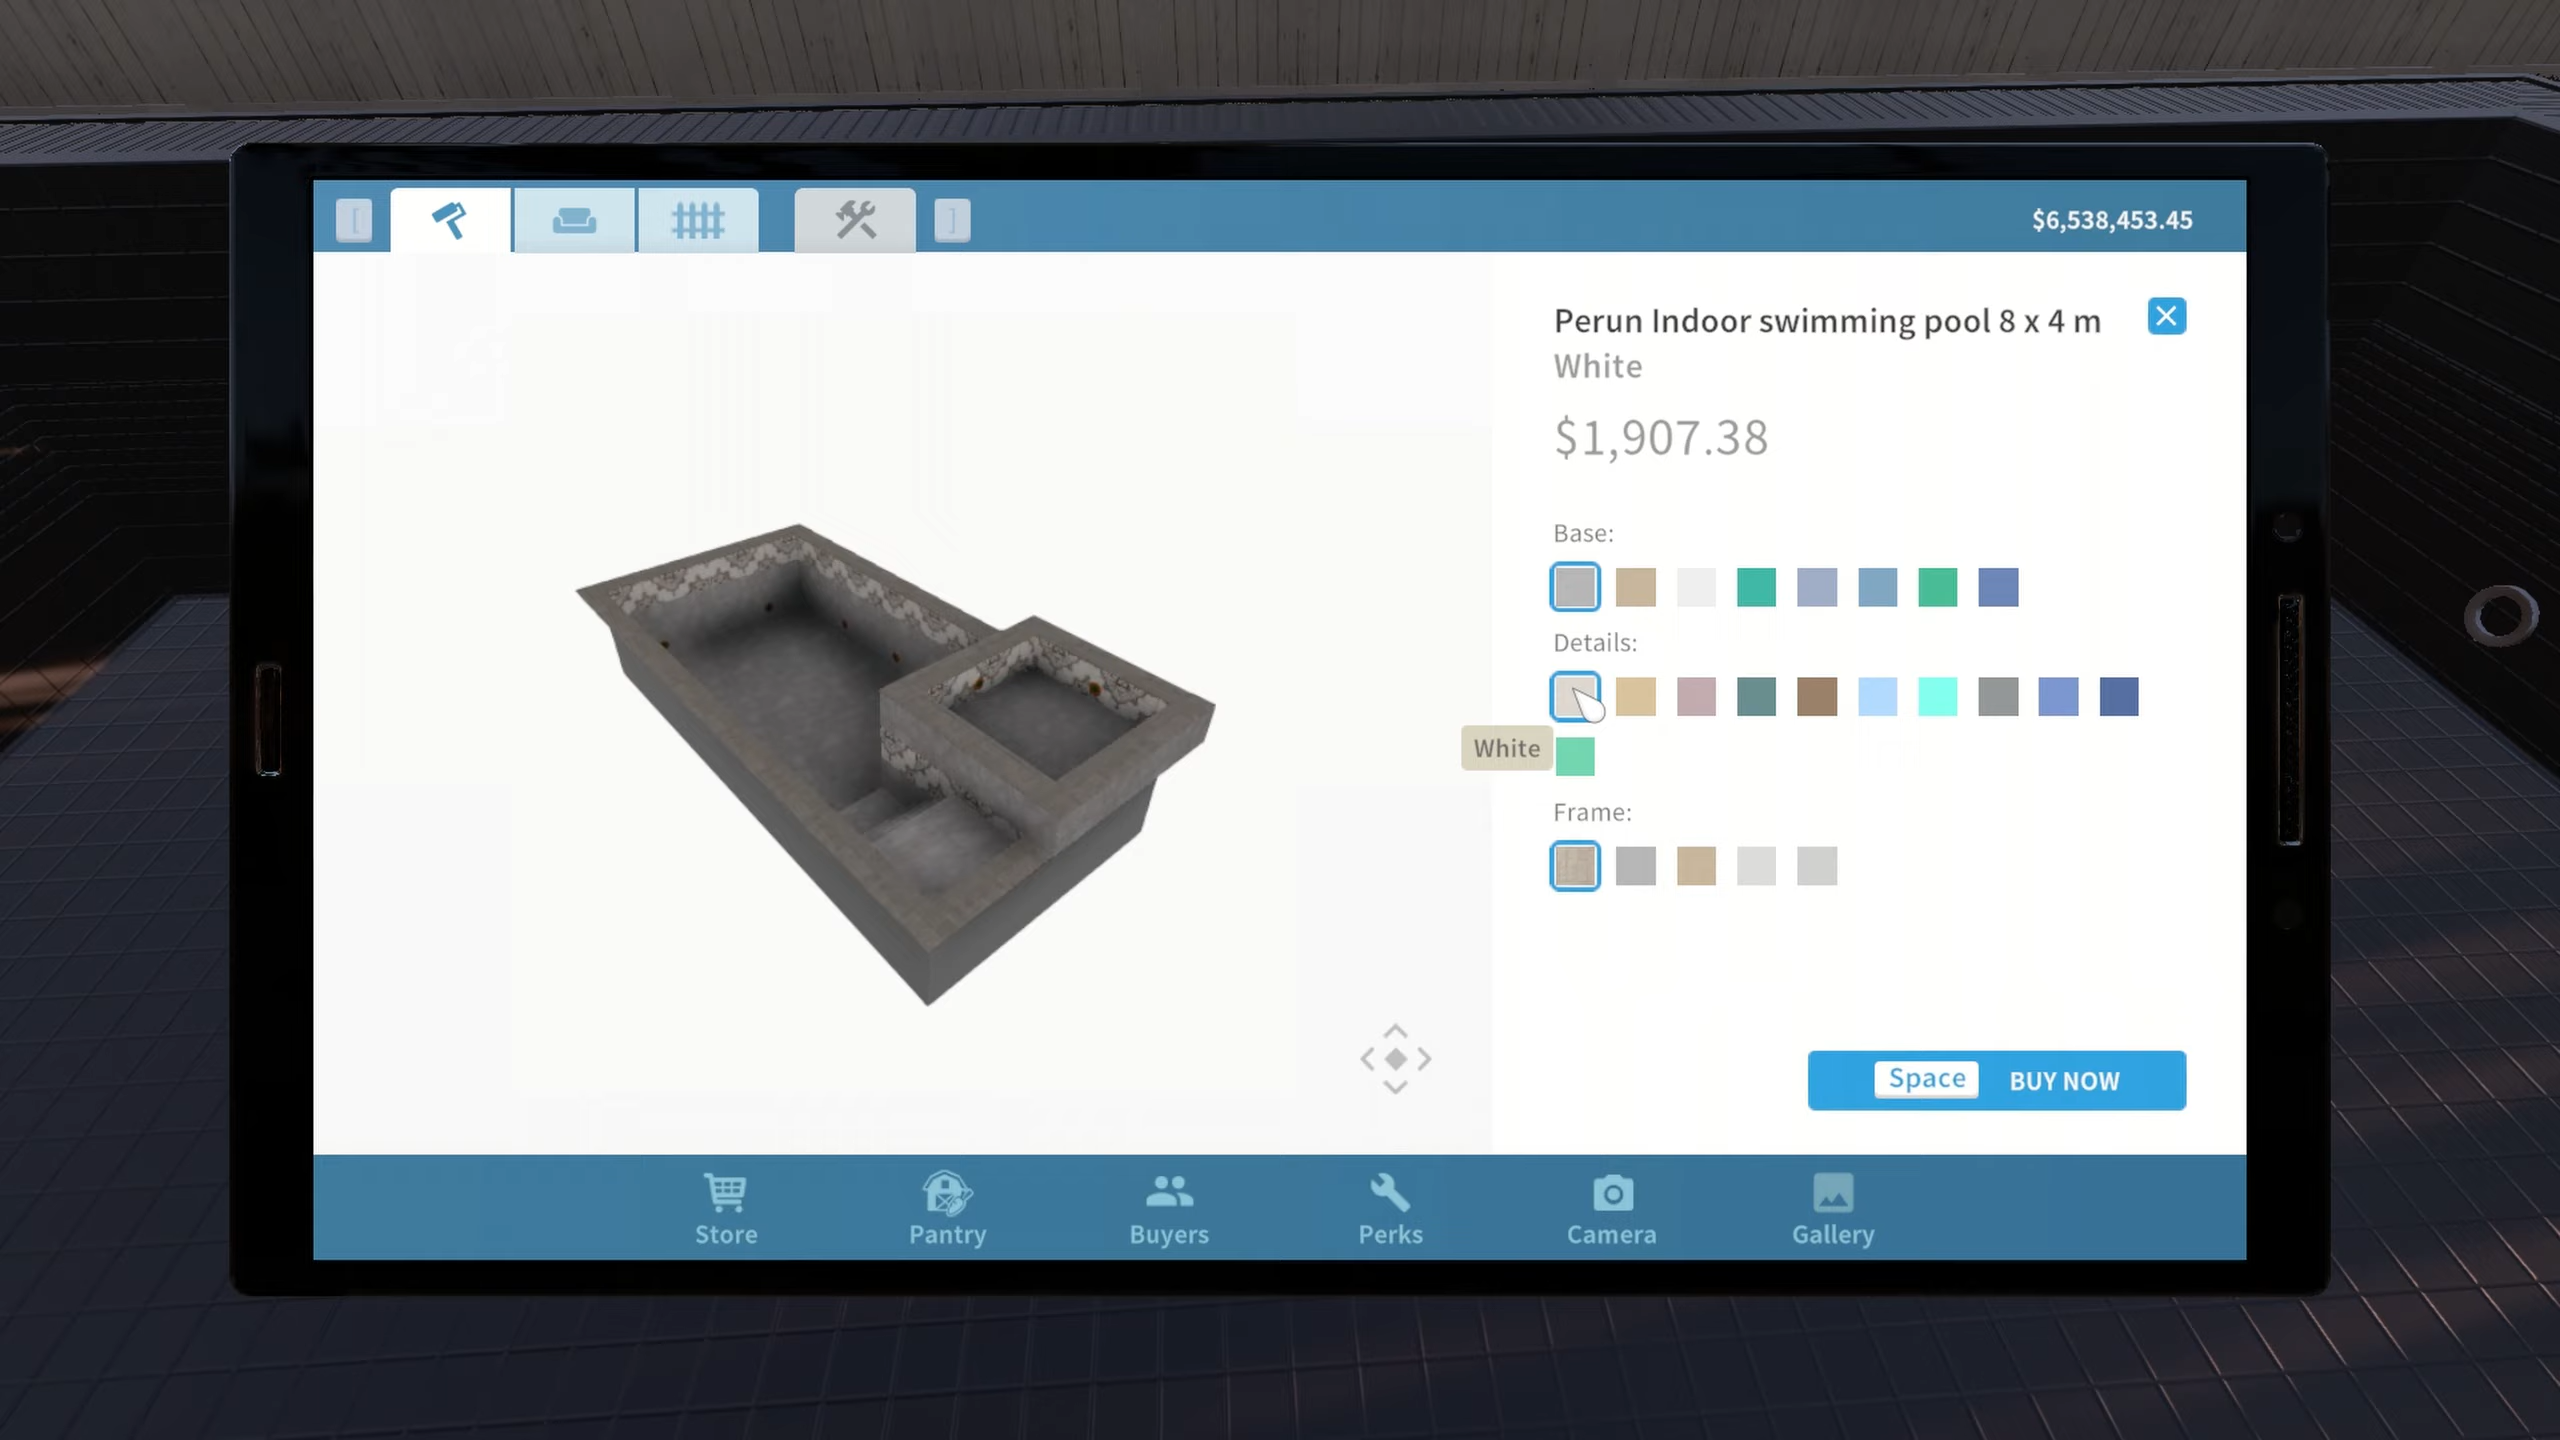 [
]
$6,538,453.45
Perun Indoor swimming pool 8 x 4 m
White
$1,907.38
Base:
Details:
White
Frame:
Space BUY NOW
Store Pantry Buyers Perks Camera Gallery